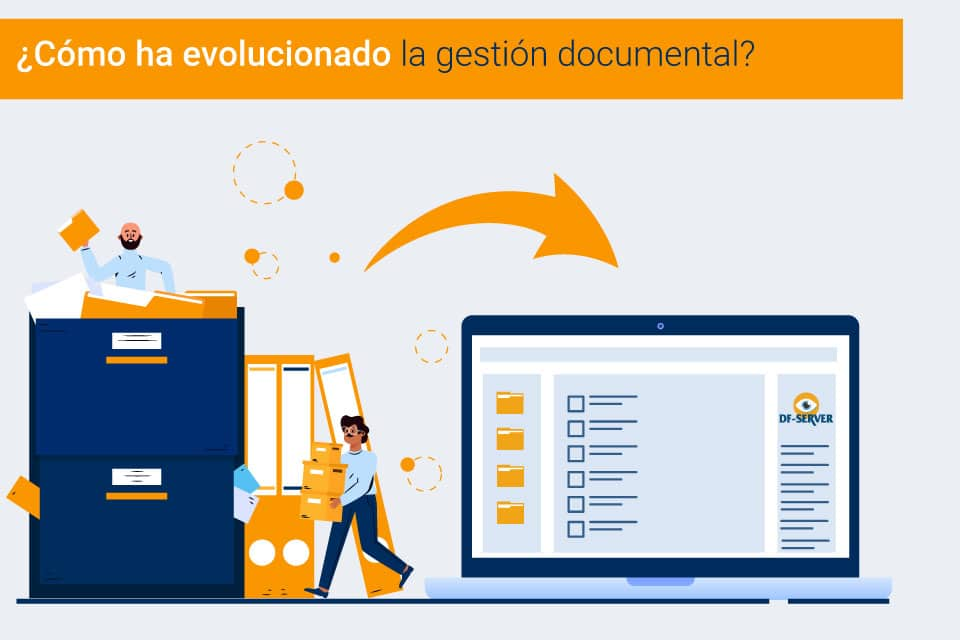 ¿Cómo ha evolucionado la gestión documental?
DF-SERVER